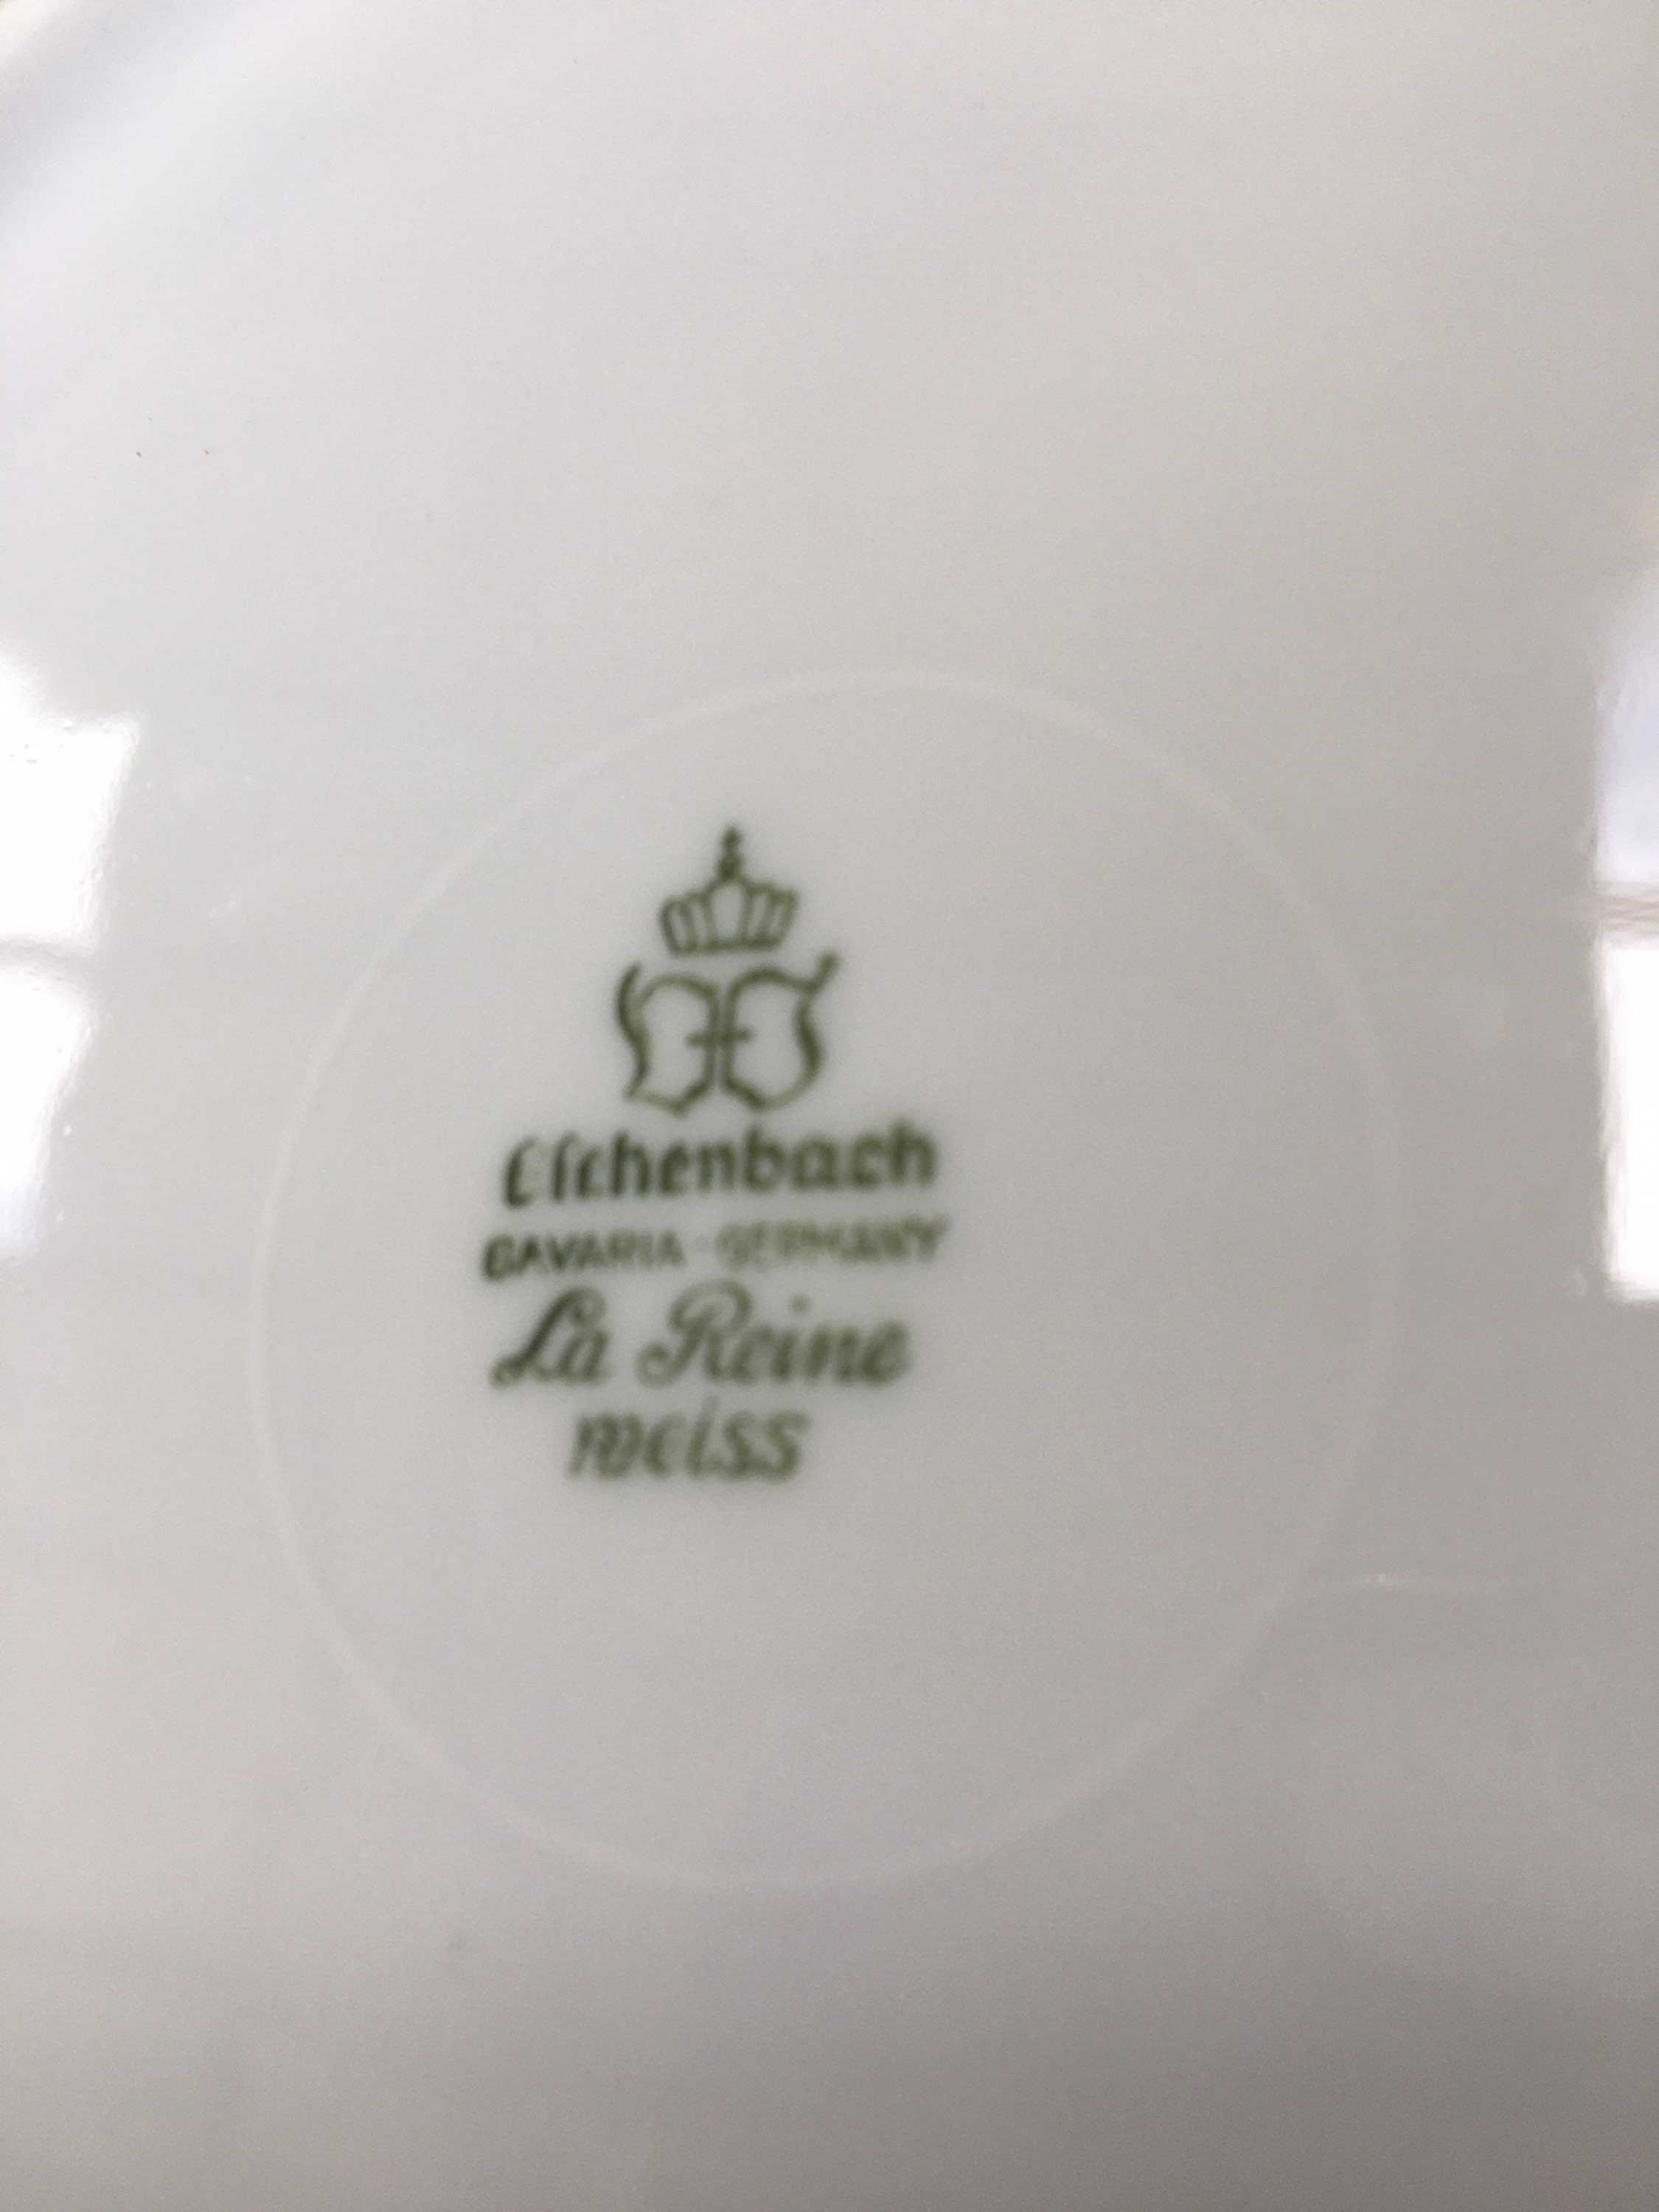 Eschenbach
BAVARIA - GERMANY
La Reine
weiss